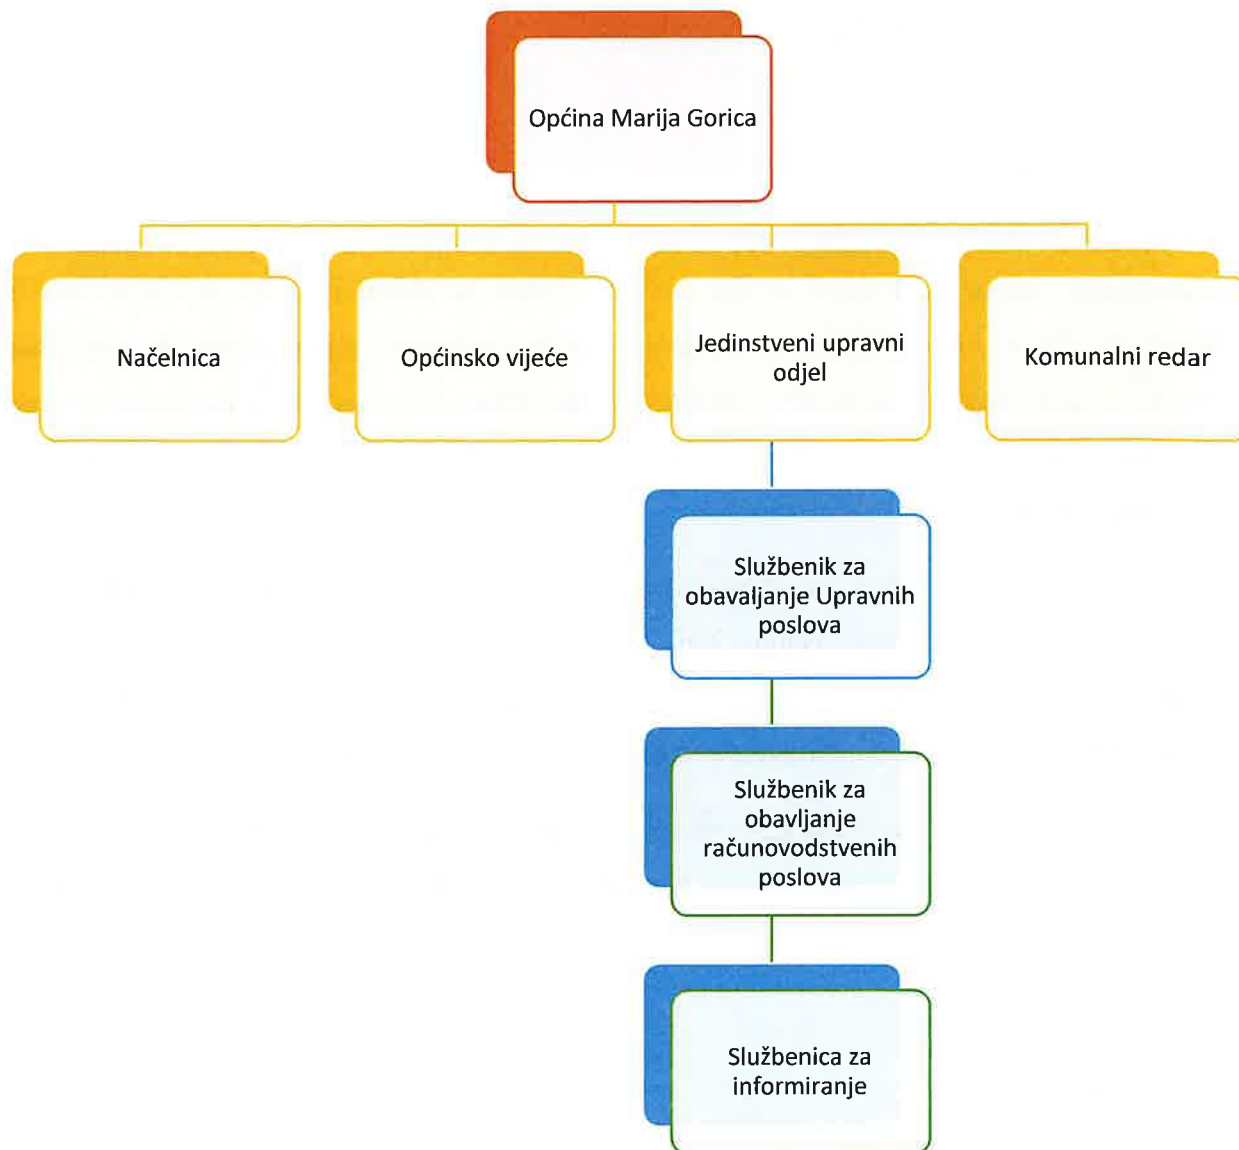 Općina Marija Gorica
Načelnica
Općinsko vijeće
Jedinstveni upravni
odjel
Komunalni redar
Službenik za
obavaljanje Upravnih
poslova
Službenik za
obavljanje
računovodstvenih
poslova
Službenica za
informiranje